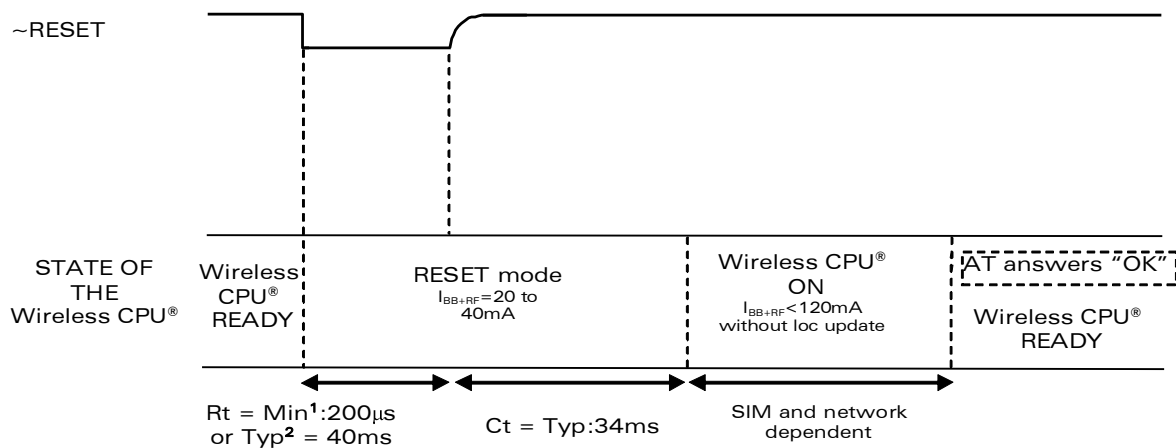 ~RESET
STATE OF
THE
Wireless CPU®
Wireless
CPU®
READY
RESET mode
I_BB+RF=20 to
40mA
Wireless CPU®
ON
I_BB+RF<120mA
without loc update
AT answers “OK”
Wireless CPU®
READY
Rt = Min¹:200μs
or Typ² = 40ms
Ct = Typ:34ms
SIM and network
dependent